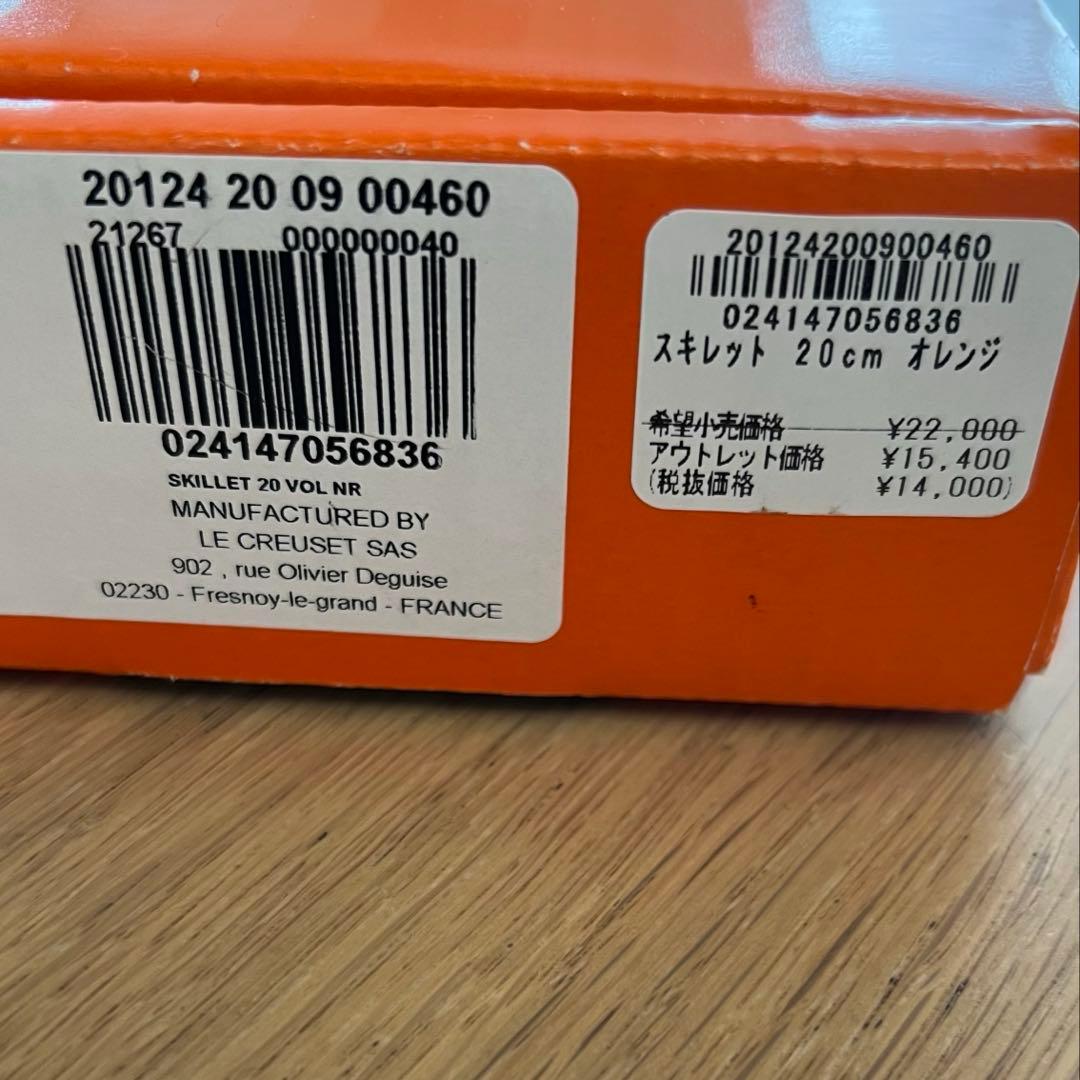 20124 20 09 00460
21267 000000040
024147056836
SKILLET 20 VOL NR
MANUFACTURED BY
LE CREUSET SAS
902 , rue Olivier Deguise
02230 - Fresnoy-le-grand - FRANCE
20124200900460
024147056836
スキレット 20cm オレンジ
希望小売価格 ¥22,000
アウトレット価格 ¥15,400
(税抜価格 ¥14,000)